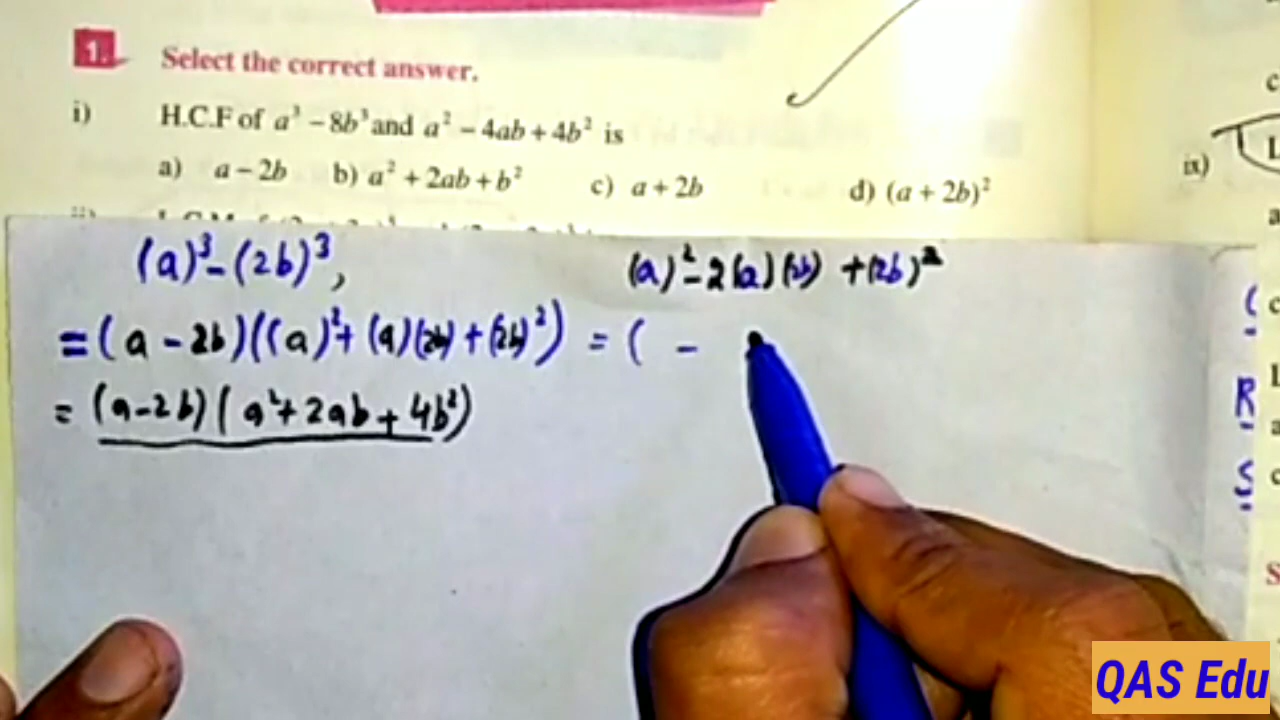 1. Select the correct answer.
i) H.C.F of a³ – 8b³ and a² – 4ab + 4b² is
a) a – 2b b) a² + 2ab + b² c) a + 2b d) (a + 2b)²
ix)
(a)³ - (2b)³, (a)² - 2(a)(2b) + (2b)²
= (a - 2b)((a)² + (a)(2b) + (2b)²) = ( -
= (a-2b)(a² + 2ab + 4b²)
R
S
QAS Edu